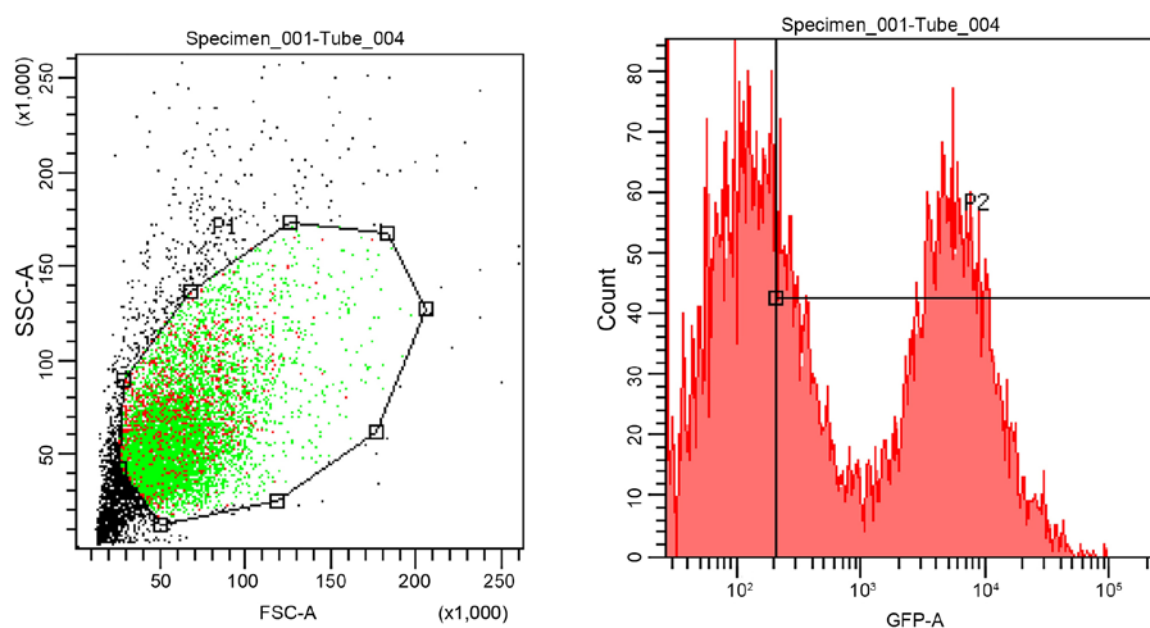 Specimen_001-Tube_004
SSC-A
(x1,000)
250
200
150
100
50
P1
50 100 150 200 250
FSC-A (x1,000)
Specimen_001-Tube_004
Count
80
70
60
50
40
30
20
10
0
P2
10² 10³ 10⁴ 10⁵
GFP-A